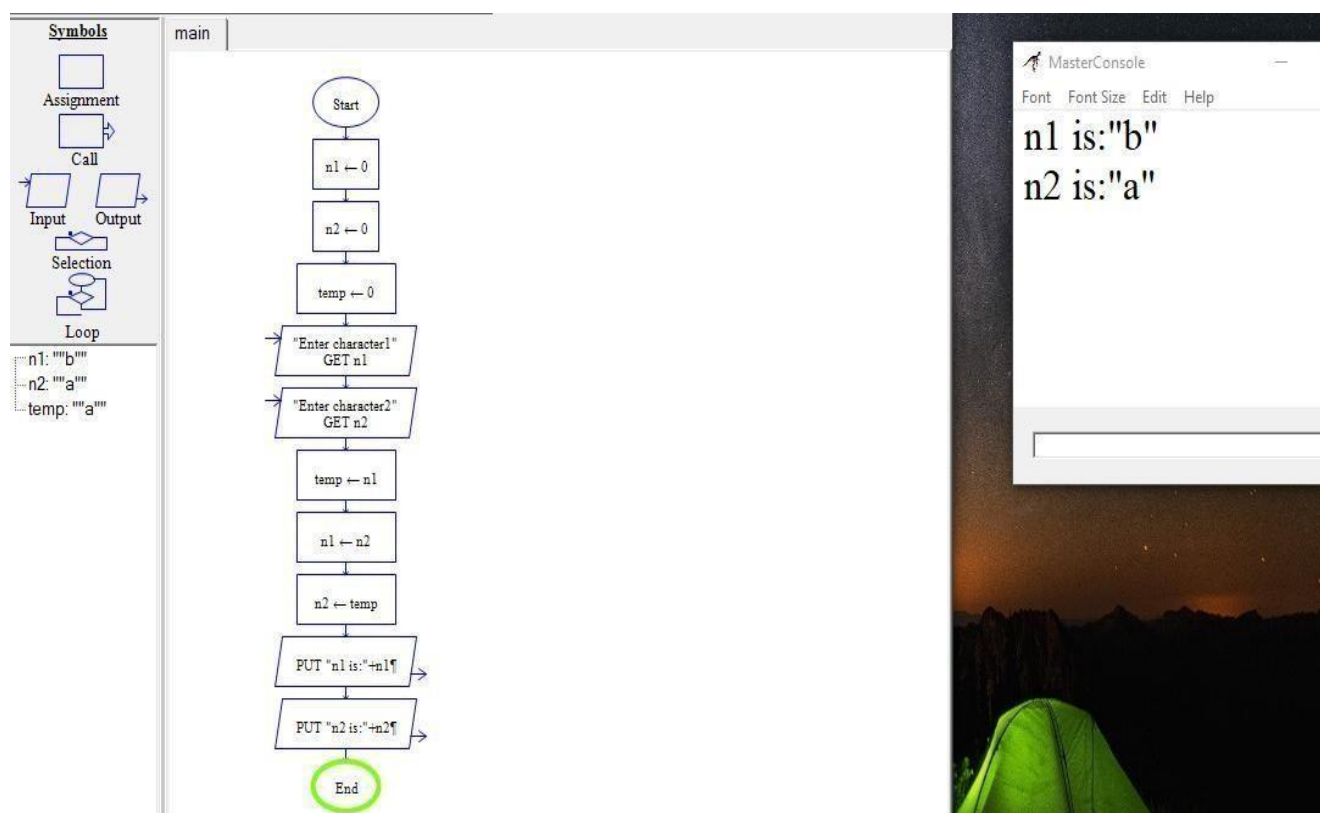 Symbols
Assignment
Call
Input Output
Selection
Loop
n1: ""b""
n2: ""a""
temp: ""a""
main
Start
n1 ← 0
n2 ← 0
temp ← 0
"Enter character1"
GET n1
"Enter character2"
GET n2
temp ← n1
n1 ← n2
n2 ← temp
PUT "n1 is:"+n1¶
PUT "n2 is:"+n2¶
End
MasterConsole
Font Font Size Edit Help
n1 is:"b"
n2 is:"a"